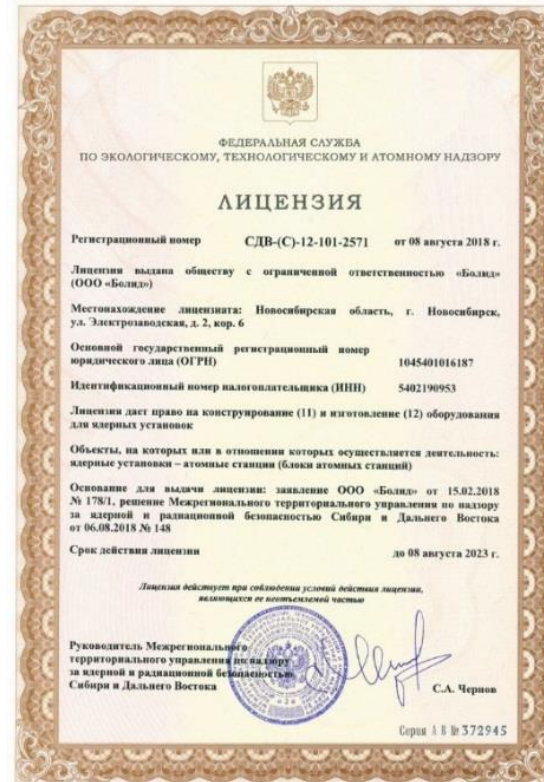 ФЕДЕРАЛЬНАЯ СЛУЖБА
ПО ЭКОЛОГИЧЕСКОМУ, ТЕХНОЛОГИЧЕСКОМУ И АТОМНОМУ НАДЗОРУ
ЛИЦЕНЗИЯ
Регистрационный номер СДВ-(С)-12-101-2571 от 08 августа 2018 г.
Лицензия выдана обществу с ограниченной ответственностью «Болид»
(ООО «Болид»)
Местонахождение лицензиата: Новосибирская область, г. Новосибирск,
ул. Электрозаводская, д. 2, кор. 6
Основной государственный регистрационный номер
юридического лица (ОГРН) 1045401016187
Идентификационный номер налогоплательщика (ИНН) 5402190953
Лицензия дает право на конструирование (11) и изготовление (12) оборудования
для ядерных установок
Объекты, на которых или в отношении которых осуществляется деятельность:
ядерные установки – атомные станции (блоки атомных станций)
Основание для выдачи лицензии: заявление ООО «Болид» от 15.02.2018
№ 178/1, решение Межрегионального территориального управления по надзору
за ядерной и радиационной безопасностью Сибири и Дальнего Востока
от 06.08.2018 № 148
Срок действия лицензии до 08 августа 2023 г.
Лицензия действует при соблюдении условий действия лицензии,
являющихся ее неотъемлемой частью
Руководитель Межрегионального
территориального управления по надзору
за ядерной и радиационной безопасностью
Сибири и Дальнего Востока С.А. Чернов
Серия А В № 372945